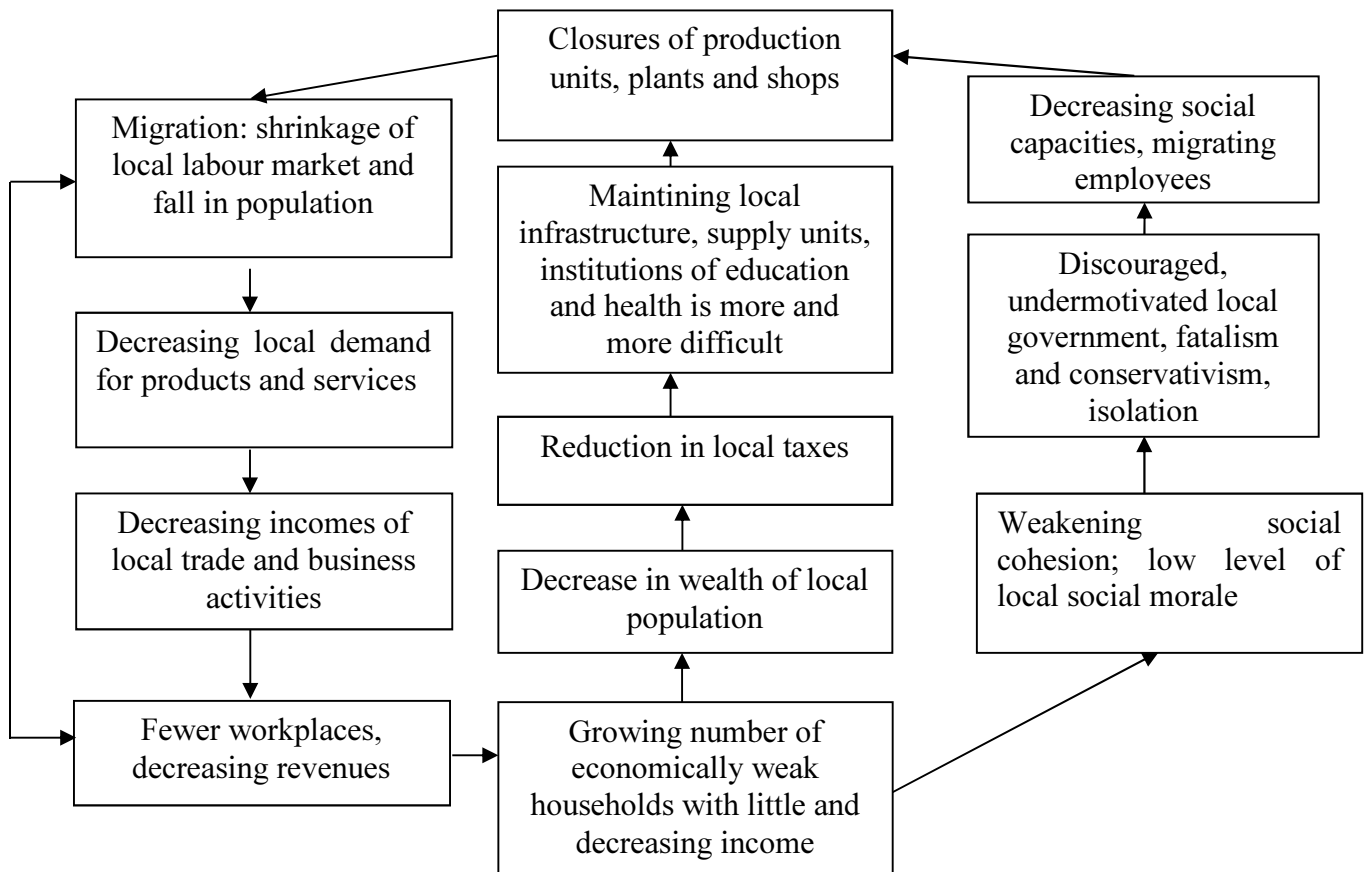 Closures of production
units, plants and shops
Migration: shrinkage of
local labour market and
fall in population
Decreasing local demand
for products and services
Decreasing incomes of
local trade and business
activities
Fewer workplaces,
decreasing revenues
Growing number of
economically weak
households with little and
decreasing income
Decrease in wealth of local
population
Reduction in local taxes
Maintining local
infrastructure, supply units,
institutions of education
and health is more and
more difficult
Weakening social
cohesion; low level of
local social morale
Discouraged,
undermotivated local
government, fatalism
and conservativism,
isolation
Decreasing social
capacities, migrating
employees